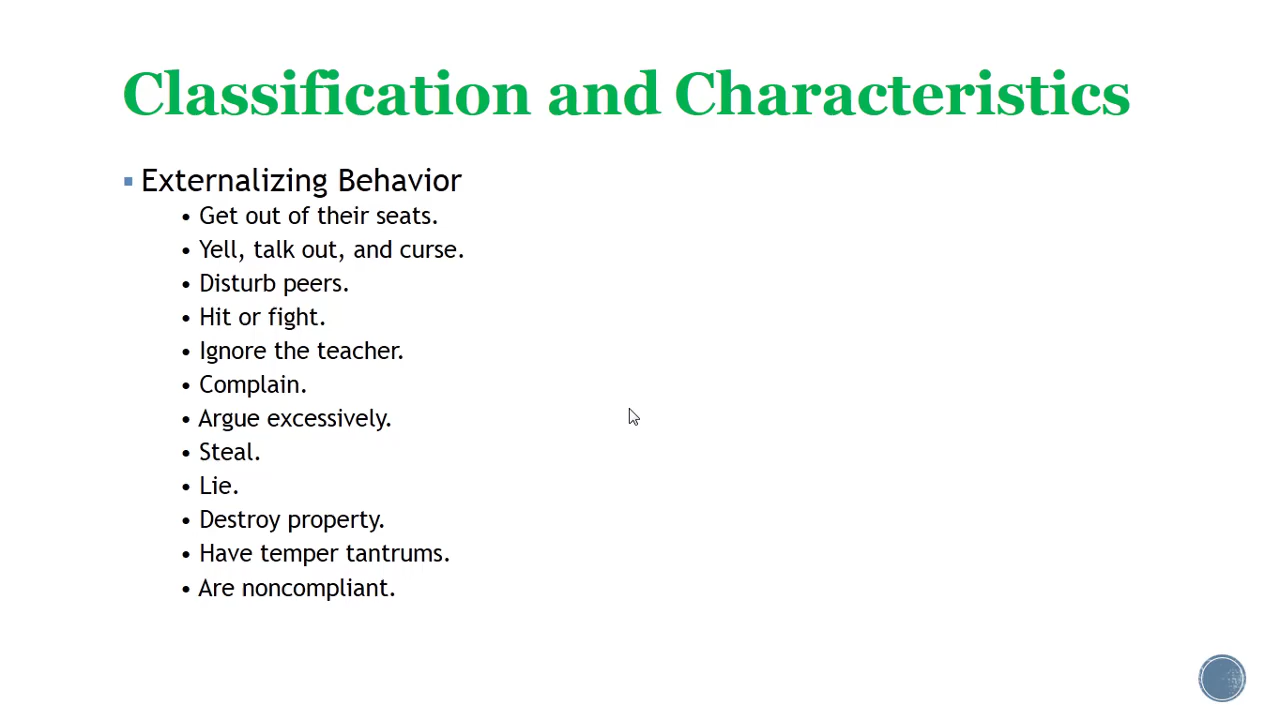 Classification and Characteristics
▪ Externalizing Behavior
• Get out of their seats.
• Yell, talk out, and curse.
• Disturb peers.
• Hit or fight.
• Ignore the teacher.
• Complain.
• Argue excessively.
• Steal.
• Lie.
• Destroy property.
• Have temper tantrums.
• Are noncompliant.